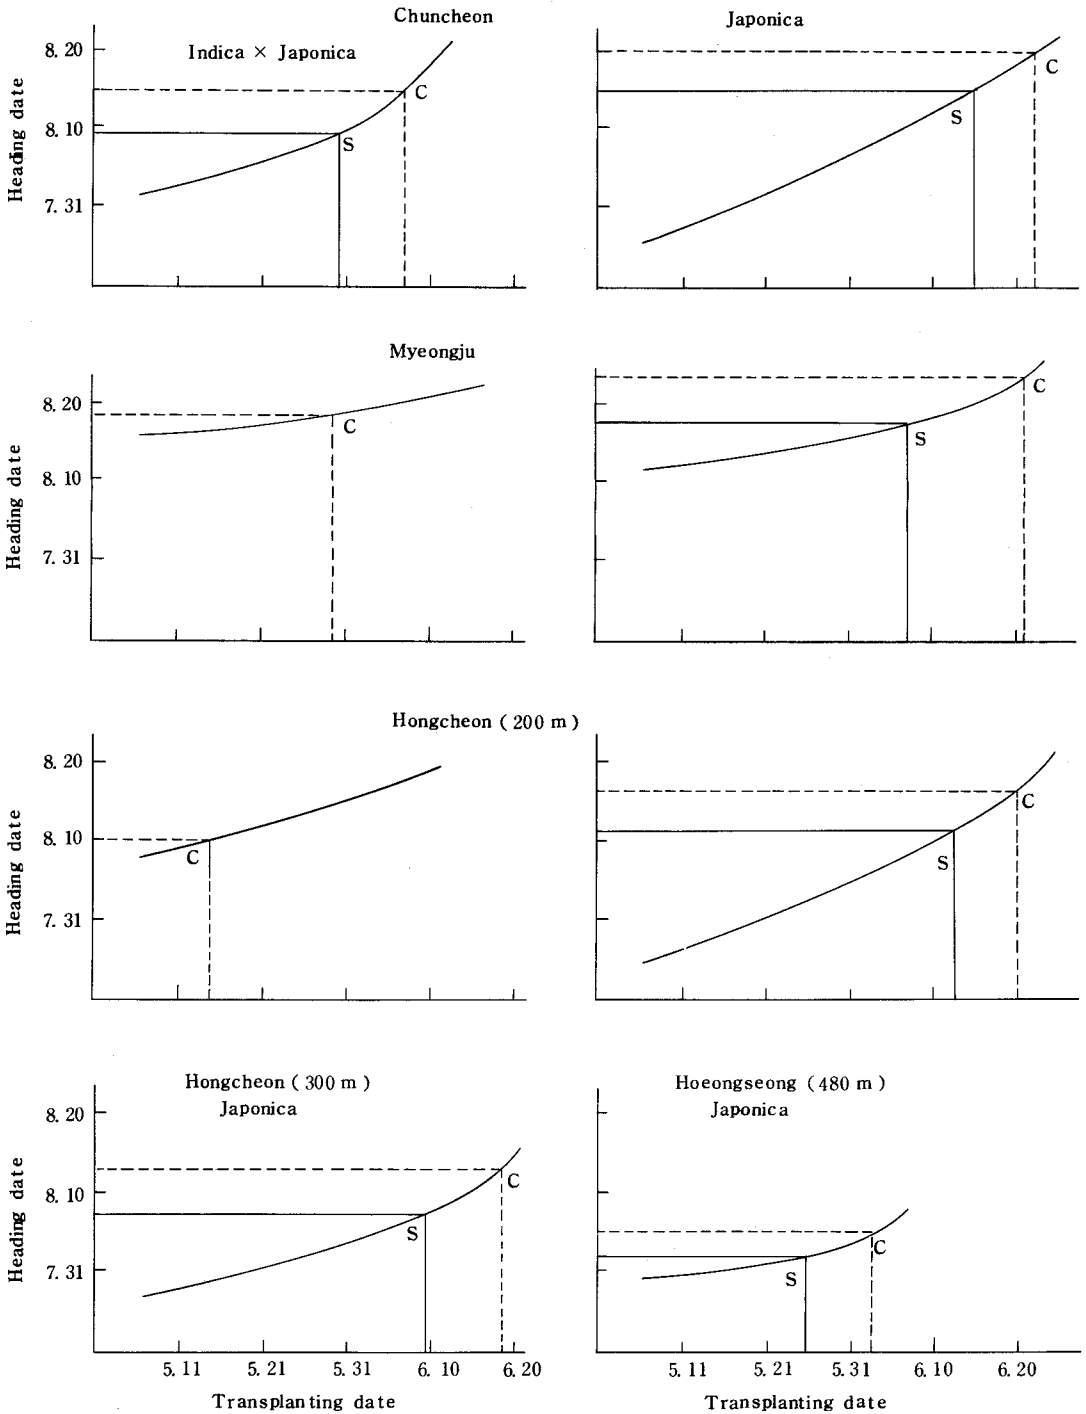 Chuncheon
Indica × Japonica
Heading date
8. 20
8. 10
7. 31
C
S
Japonica
C
S
Myeongju
Heading date
8. 20
8. 10
7. 31
C
C
S
Hongcheon ( 200 m )
Heading date
8. 20
8. 10
7. 31
C
C
S
Hongcheon ( 300 m )
Japonica
Heading date
8. 20
8. 10
7. 31
C
S
5. 11 5. 21 5. 31 6. 10 6. 20
Transplanting date
Hoeongseong (480 m )
Japonica
C
S
5. 11 5. 21 5. 31 6. 10 6. 20
Transplanting date